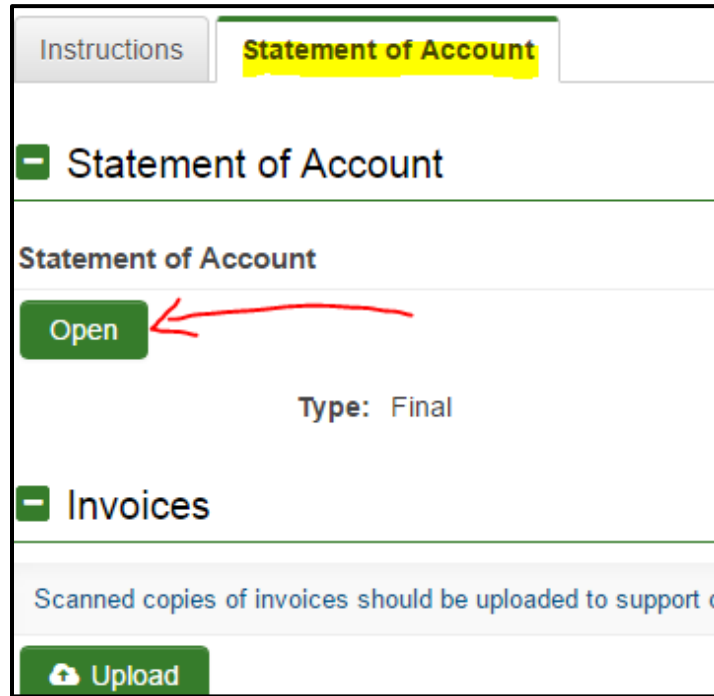 Instructions Statement of Account
Statement of Account
Statement of Account
Open
Type: Final
Invoices
Scanned copies of invoices should be uploaded to support
Upload